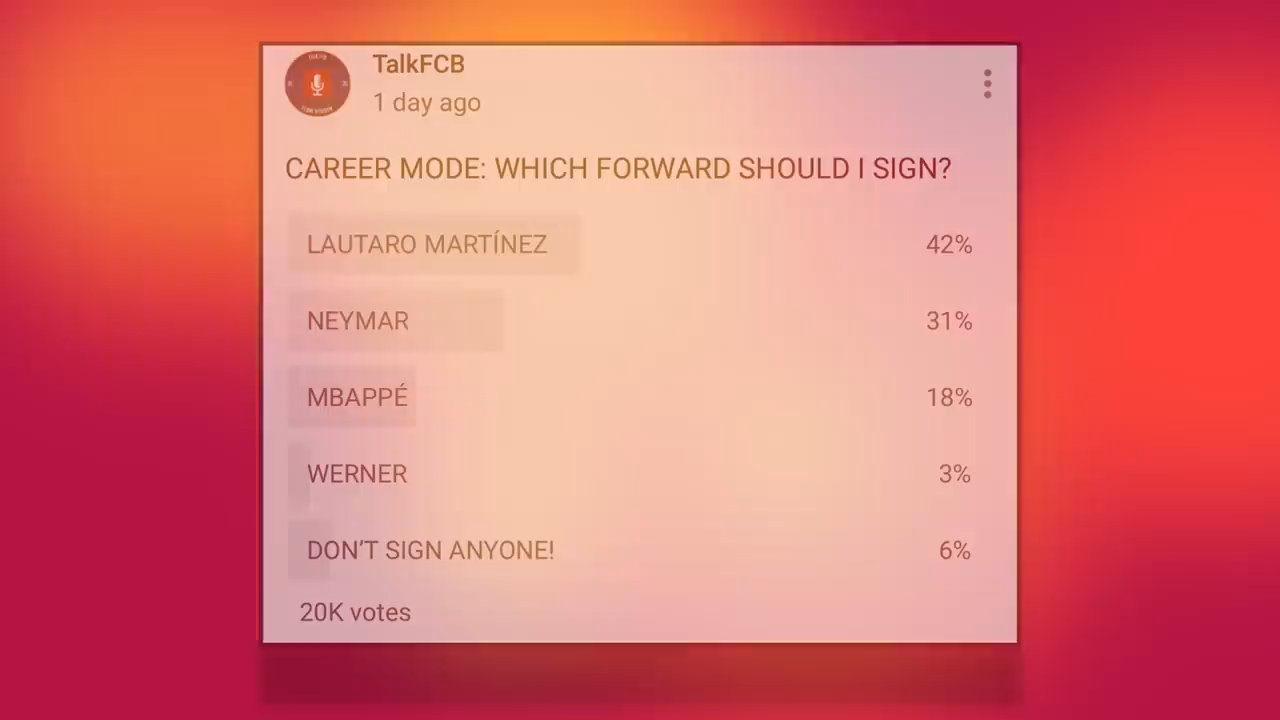 TalkFCB
1 day ago
CAREER MODE: WHICH FORWARD SHOULD I SIGN?
LAUTARO MARTÍNEZ 42%
NEYMAR 31%
MBAPPÉ 18%
WERNER 3%
DON’T SIGN ANYONE! 6%
20K votes